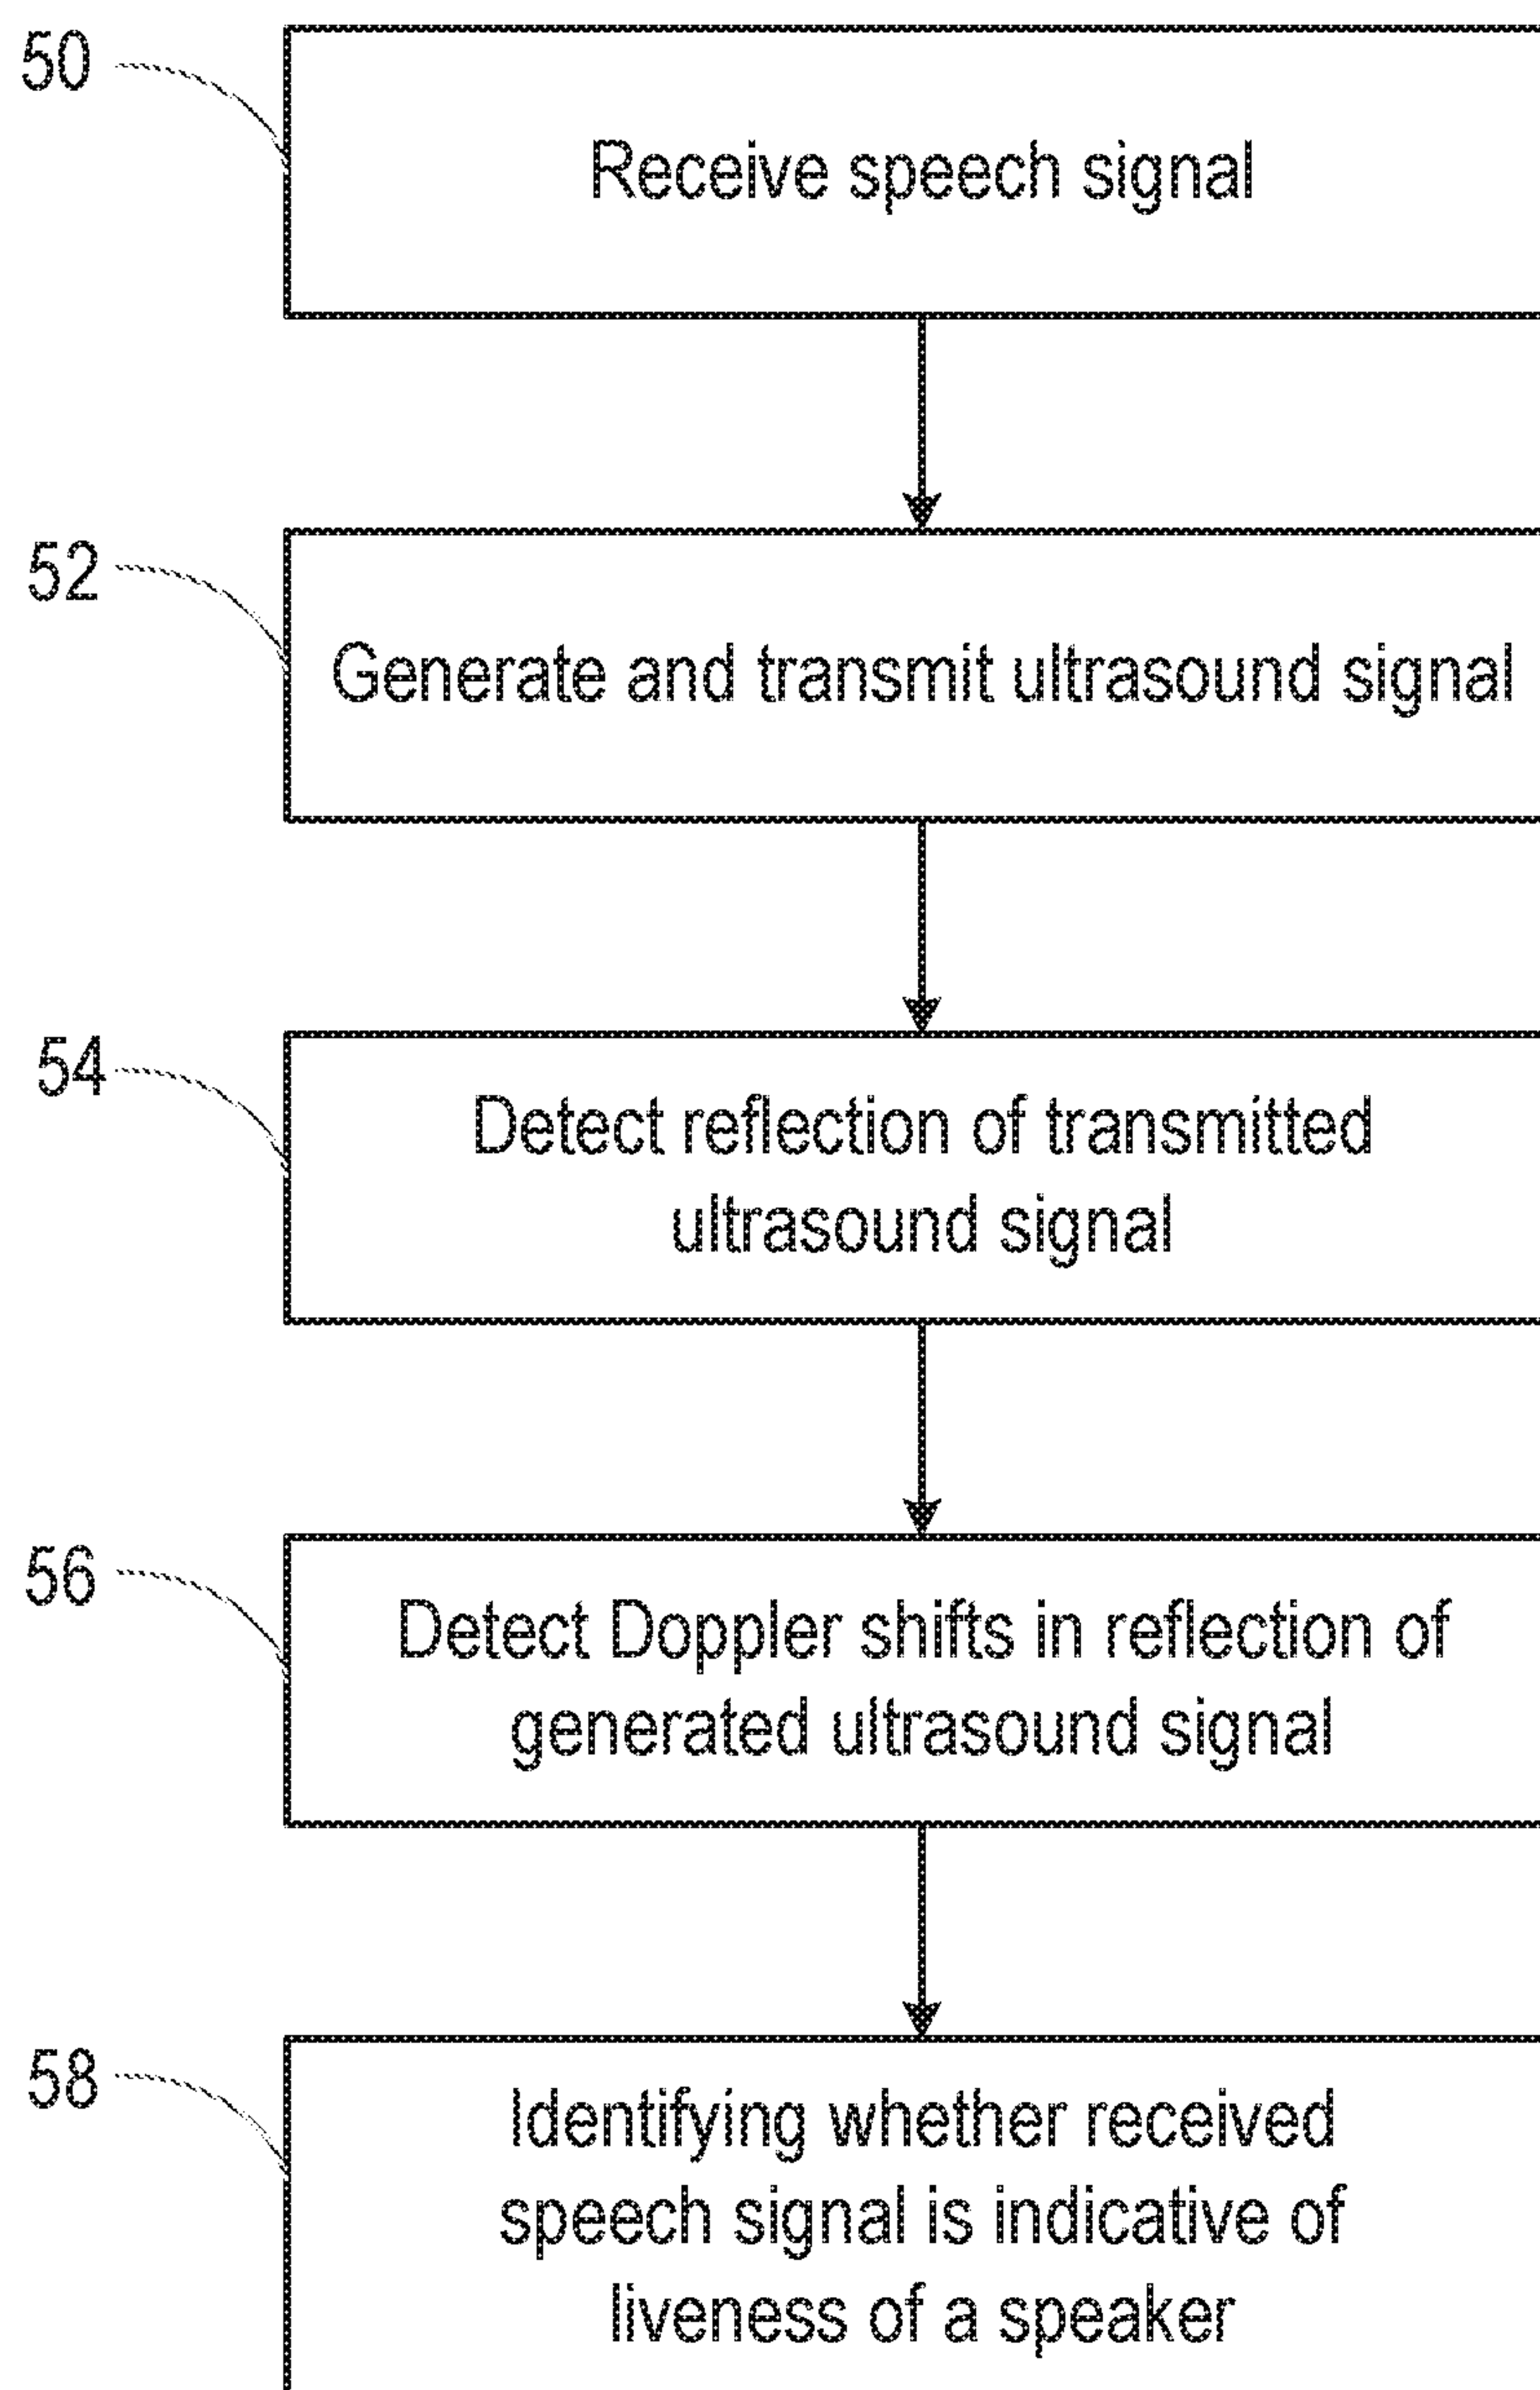 50
Receive speech signal
52
Generate and transmit ultrasound signal
54
Detect reflection of transmitted
ultrasound signal
56
Detect Doppler shifts in reflection of
generated ultrasound signal
58
Identifying whether received
speech signal is indicative of
liveness of a speaker